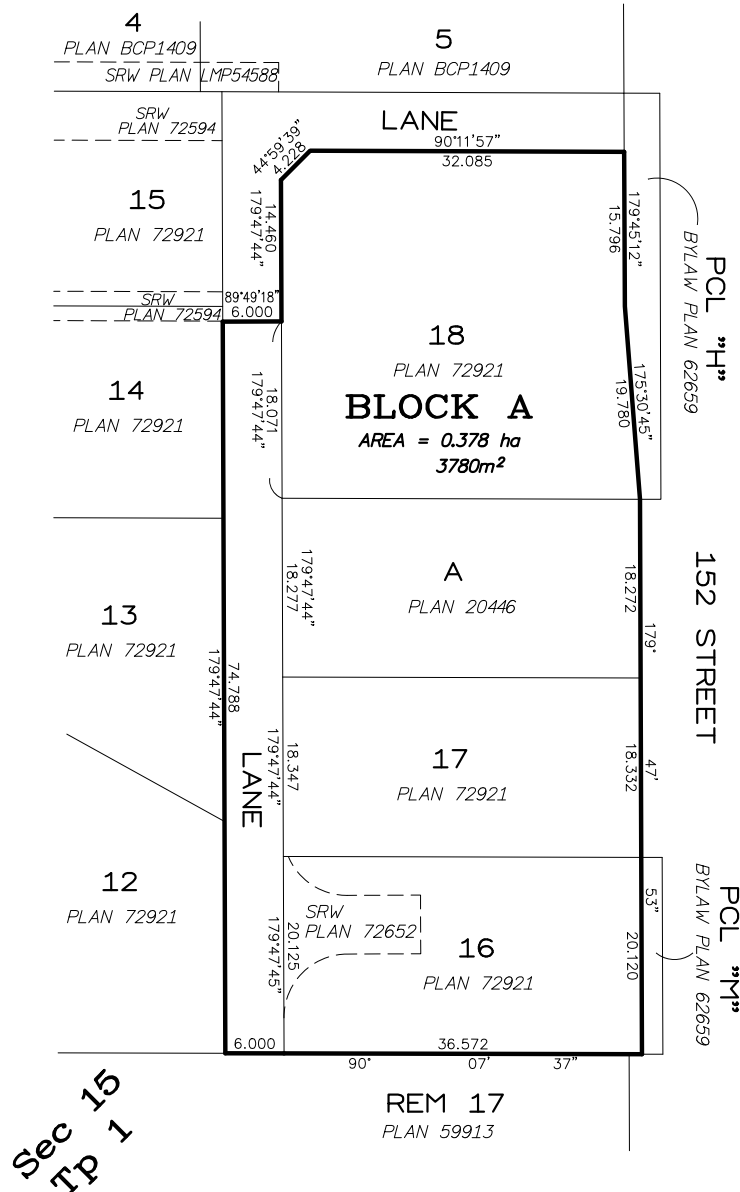 4
PLAN BCP1409
SRW PLAN LMP54588
5
PLAN BCP1409
SRW
PLAN 72594
LANE
90°11'57"
32.085
44°59'39"
4.228
15
PLAN 72921
14.460
179°47'44"
179°45'12"
15.796
PCL "H"
BYLAW PLAN 62659
SRW
PLAN 72594
89°49'18"
6.000
18
PLAN 72921
BLOCK A
AREA = 0.378 ha
3780m²
175°30'45"
19.780
14
PLAN 72921
18.071
179°47'44"
13
PLAN 72921
179°47'44"
18.277
A
PLAN 20446
18.272
179°
152 STREET
74.788
179°47'44"
LANE
18.347
179°47'44"
17
PLAN 72921
18.332
47'
12
PLAN 72921
SRW
PLAN 72652
20.125
179°47'45"
16
PLAN 72921
53"
20.120
PCL "M"
BYLAW PLAN 62659
6.000
36.572
90° 07' 37"
REM 17
PLAN 59913
Sec 15
Tp 1